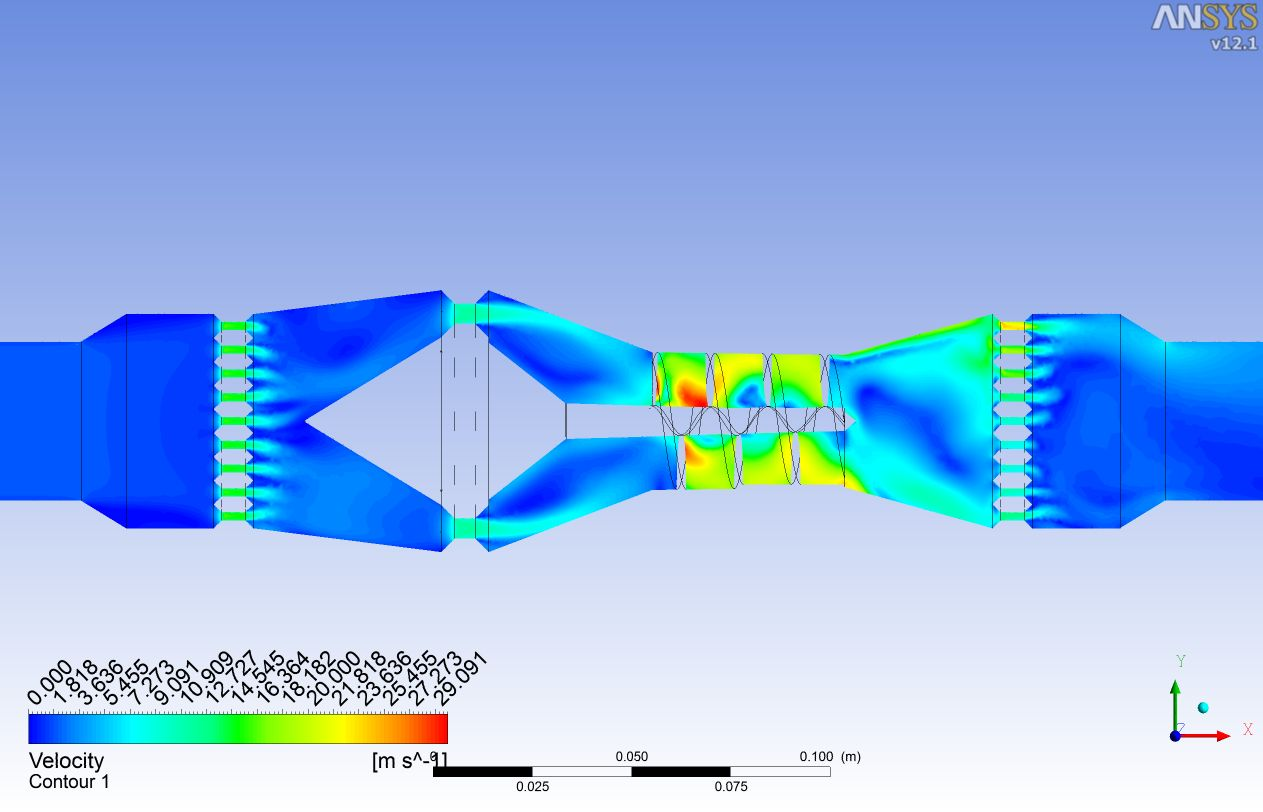 ANSYS
v12.1
0.000
1.818
3.636
5.455
7.273
9.091
10.909
12.727
14.545
16.364
18.182
20.000
21.818
23.636
25.455
27.273
29.091
Velocity
Contour 1
[m s^-1]
0 0.050 0.100 (m)
0.025 0.075
Y
Z X